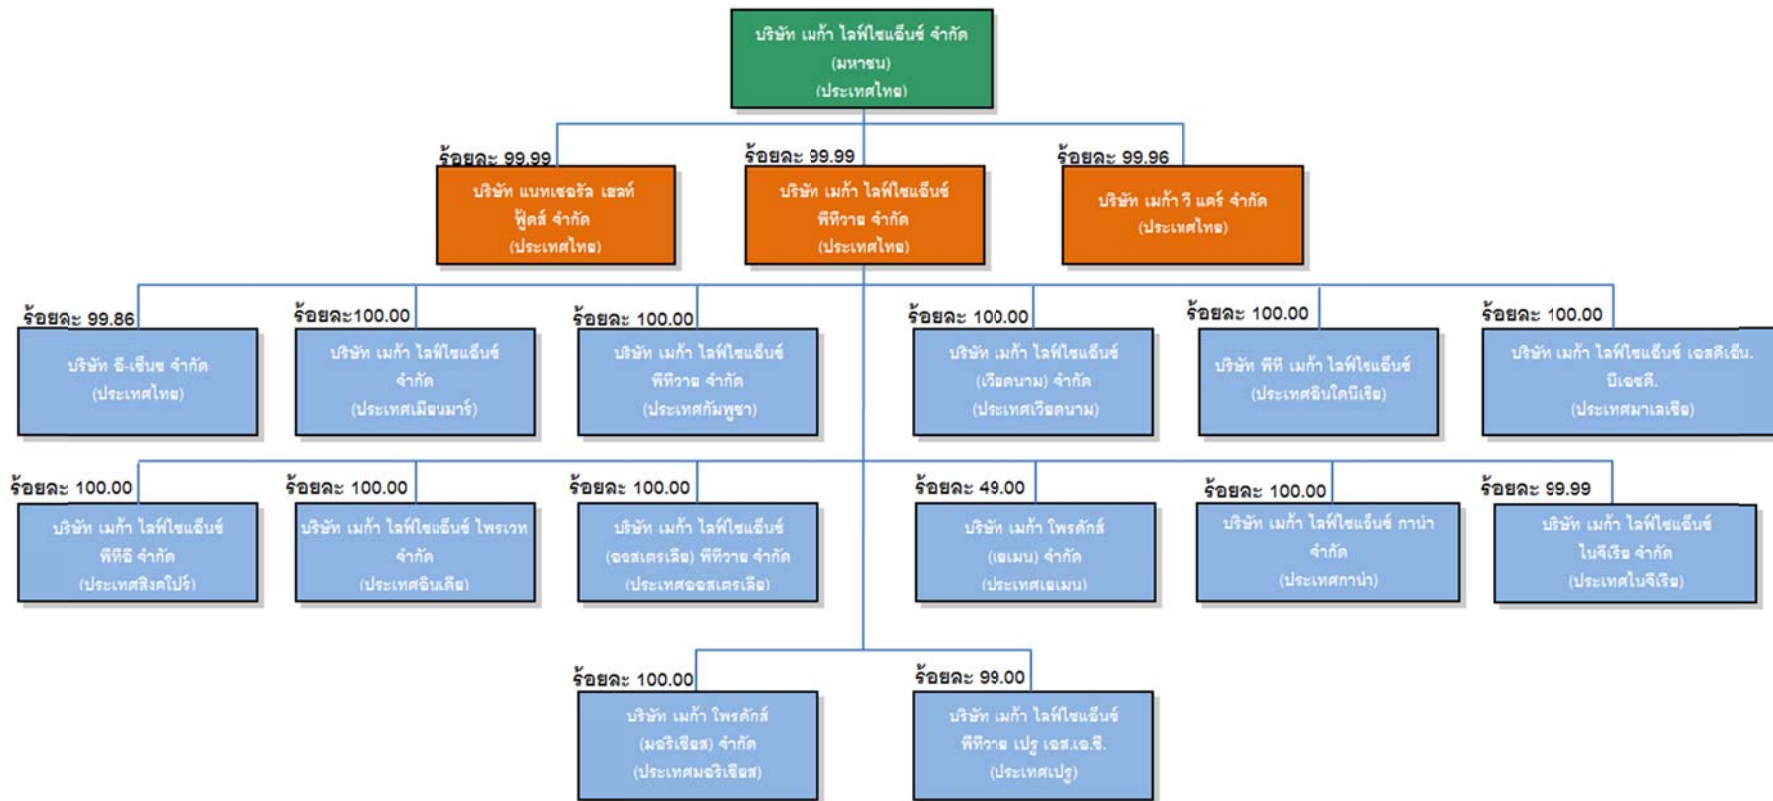 บริษัท เมก้า ไลฟ์ไซแอ็นซ์ จำกัด
(มหาชน)
(ประเทศไทย)
ร้อยละ 99.99
ร้อยละ 99.99
ร้อยละ 99.96
บริษัท แนทเชอรัล เฮลท์
ฟู้ดส์ จำกัด
(ประเทศไทย)
บริษัท เมก้า ไลฟ์ไซแอ็นซ์
พีทีวาย จำกัด
(ประเทศไทย)
บริษัท เมก้า วี แคร์ จำกัด
(ประเทศไทย)
ร้อยละ 99.86
ร้อยละ100.00
ร้อยละ 100.00
ร้อยละ 100.00
ร้อยละ 100.00
ร้อยละ 100.00
บริษัท อี-เซ็นซ จำกัด
(ประเทศไทย)
บริษัท เมก้า ไลฟ์ไซแอ็นซ์
จำกัด
(ประเทศเมียนมาร์)
บริษัท เมก้า ไลฟ์ไซแอ็นซ์
พีทีวาย จำกัด
(ประเทศกัมพูชา)
บริษัท เมก้า ไลฟ์ไซแอ็นซ์
(เวียดนาม) จำกัด
(ประเทศเวียดนาม)
บริษัท พีที เมก้า ไลฟ์ไซแอ็นซ์
(ประเทศอินโดนีเซีย)
บริษัท เมก้า ไลฟ์ไซแอ็นซ์ เอสดีเอ็น.
บีเอชดี.
(ประเทศมาเลเซีย)
ร้อยละ 100.00
ร้อยละ 100.00
ร้อยละ 100.00
ร้อยละ 49.00
ร้อยละ 100.00
ร้อยละ 99.99
บริษัท เมก้า ไลฟ์ไซแอ็นซ์
พีทีอี จำกัด
(ประเทศสิงคโปร์)
บริษัท เมก้า ไลฟ์ไซแอ็นซ์ ไพรเวท
จำกัด
(ประเทศอินเดีย)
บริษัท เมก้า ไลฟ์ไซแอ็นซ์
(ออสเตรเลีย) พีทีวาย จำกัด
(ประเทศออสเตรเลีย)
บริษัท เมก้า โพรดักส์
(เยเมน) จำกัด
(ประเทศเยเมน)
บริษัท เมก้า ไลฟ์ไซแอ็นซ์ กาน่า
จำกัด
(ประเทศกาน่า)
บริษัท เมก้า ไลฟ์ไซแอ็นซ์
ไนจีเรีย จำกัด
(ประเทศไนจีเรีย)
ร้อยละ 100.00
ร้อยละ 99.00
บริษัท เมก้า โพรดักส์
(มอริเชียส) จำกัด
(ประเทศมอริเชียส)
บริษัท เมก้า ไลฟ์ไซแอ็นซ์
พีทีวาย เปรู เอส.เอ.ซี.
(ประเทศเปรู)